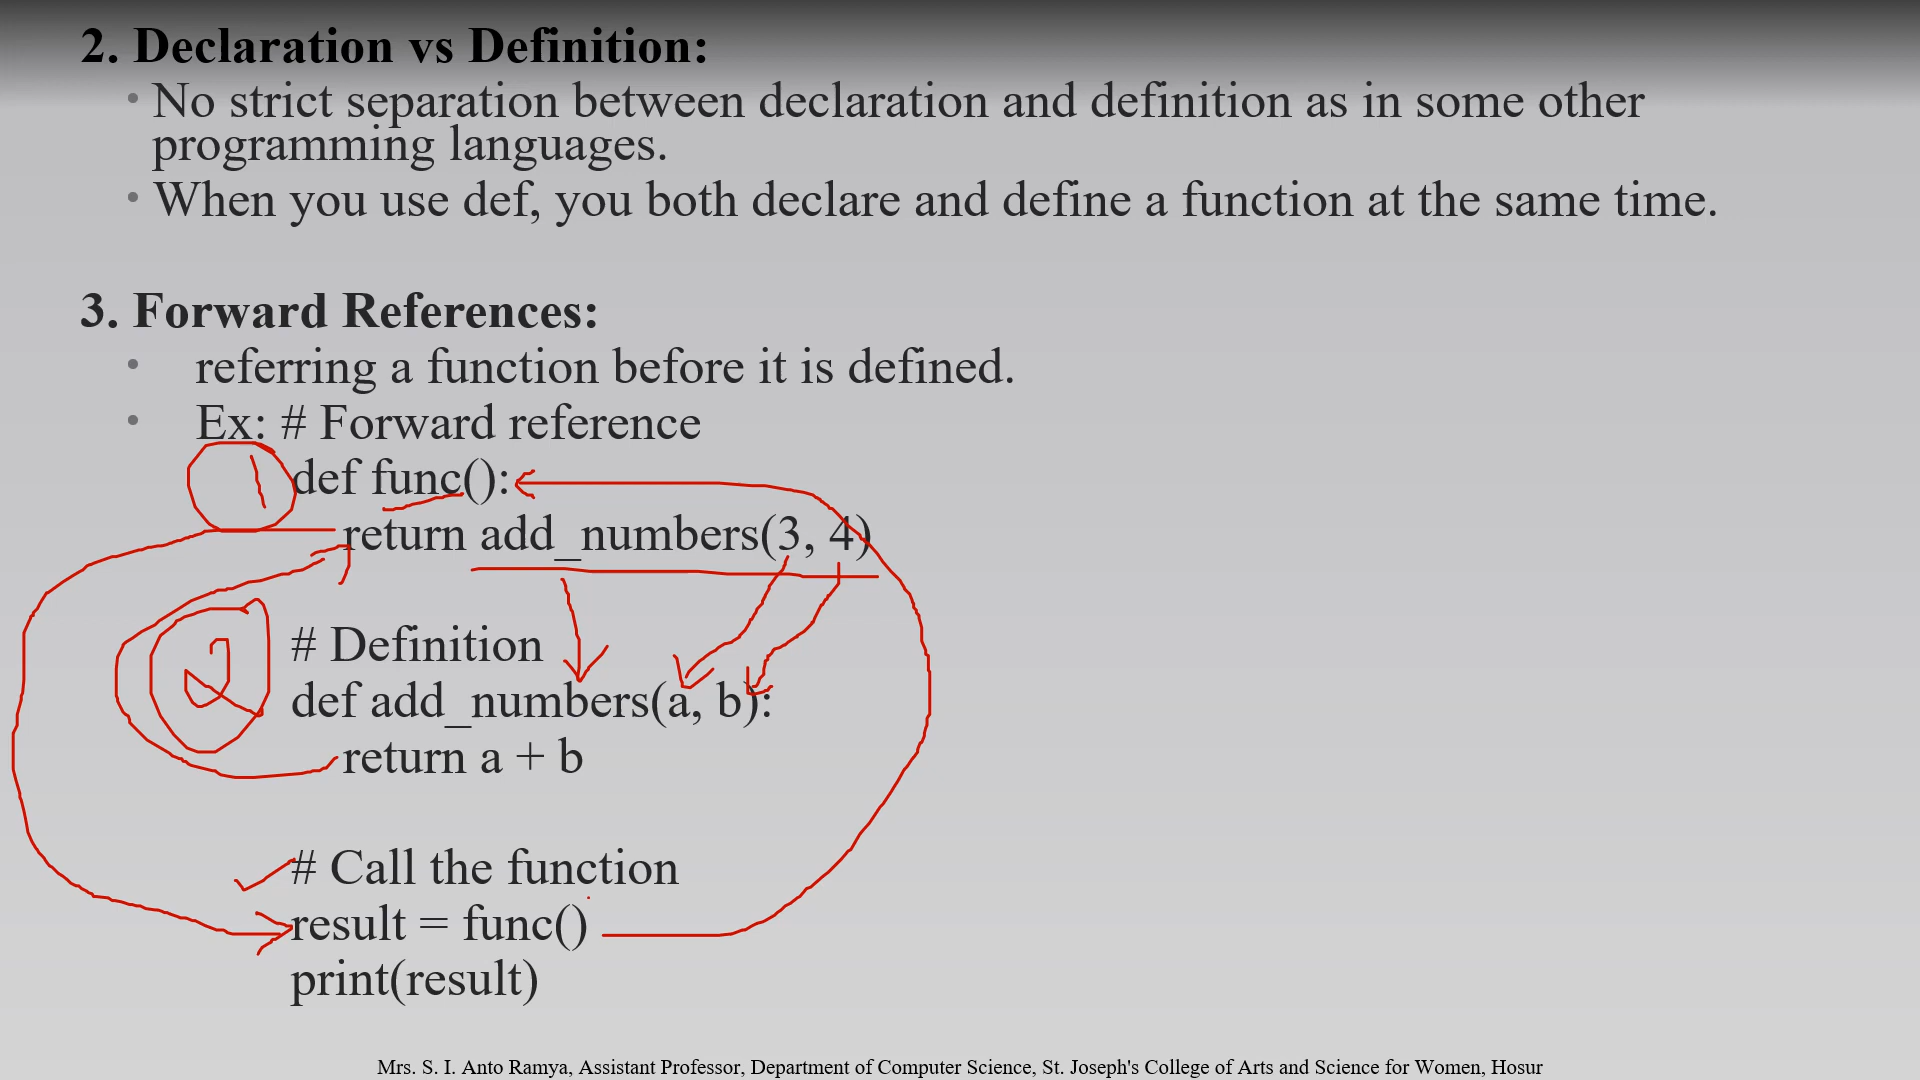 2. Declaration vs Definition:
• No strict separation between declaration and definition as in some other
programming languages.
• When you use def, you both declare and define a function at the same time.
3. Forward References:
• referring a function before it is defined.
• Ex: # Forward reference
1 def func():
return add_numbers(3, 4)
2
# Definition
def add_numbers(a, b):
return a + b
# Call the function
result = func()
print(result)
Mrs. S. I. Anto Ramya, Assistant Professor, Department of Computer Science, St. Joseph's College of Arts and Science for Women, Hosur